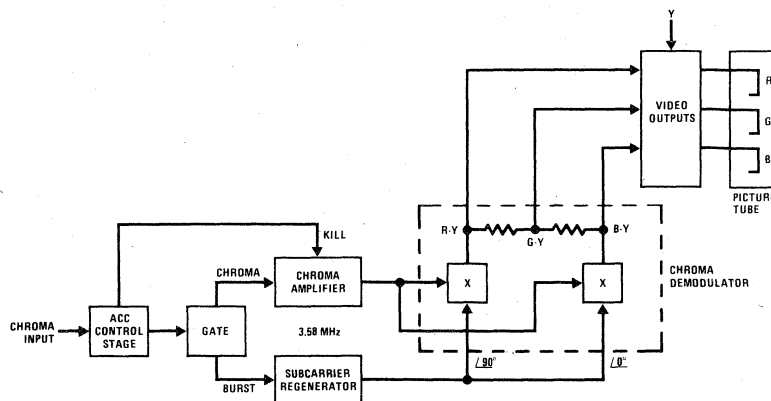 Y
VIDEO
OUTPUTS
R
G
B
PICTURE
TUBE
R-Y
G-Y
B-Y
CHROMA
DEMODULATOR
KILL
CHROMA
CHROMA
AMPLIFIER
X
X
CHROMA
INPUT
ACC
CONTROL
STAGE
GATE
3.58 MHz
BURST
SUBCARRIER
REGENERATOR
/90°
/0°